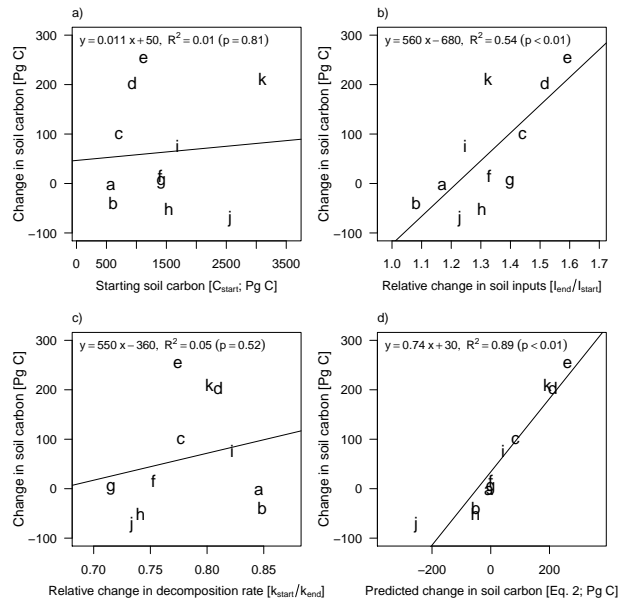 a)
y = 0.011 x + 50, R² = 0.01 (p = 0.81)
Change in soil carbon [Pg C]
300
200
100
0
−100
e
d
k
c
i
f
g
a
b
h
j
0 500 1500 2500 3500
Starting soil carbon [C_start; Pg C]
b)
y = 560 x − 680, R² = 0.54 (p < 0.01)
Change in soil carbon [Pg C]
300
200
100
0
−100
e
k
d
c
i
f
g
a
b
h
j
1.0 1.1 1.2 1.3 1.4 1.5 1.6 1.7
Relative change in soil inputs [I_end/I_start]
c)
y = 550 x − 360, R² = 0.05 (p = 0.52)
Change in soil carbon [Pg C]
300
200
100
0
−100
e
k
d
c
i
f
g
a
b
h
j
0.70 0.75 0.80 0.85
Relative change in decomposition rate [k_start/k_end]
d)
y = 0.74 x + 30, R² = 0.89 (p < 0.01)
Change in soil carbon [Pg C]
300
200
100
0
−100
e
k
d
c
i
f
g
a
b
h
j
−200 0 200
Predicted change in soil carbon [Eq. 2; Pg C]